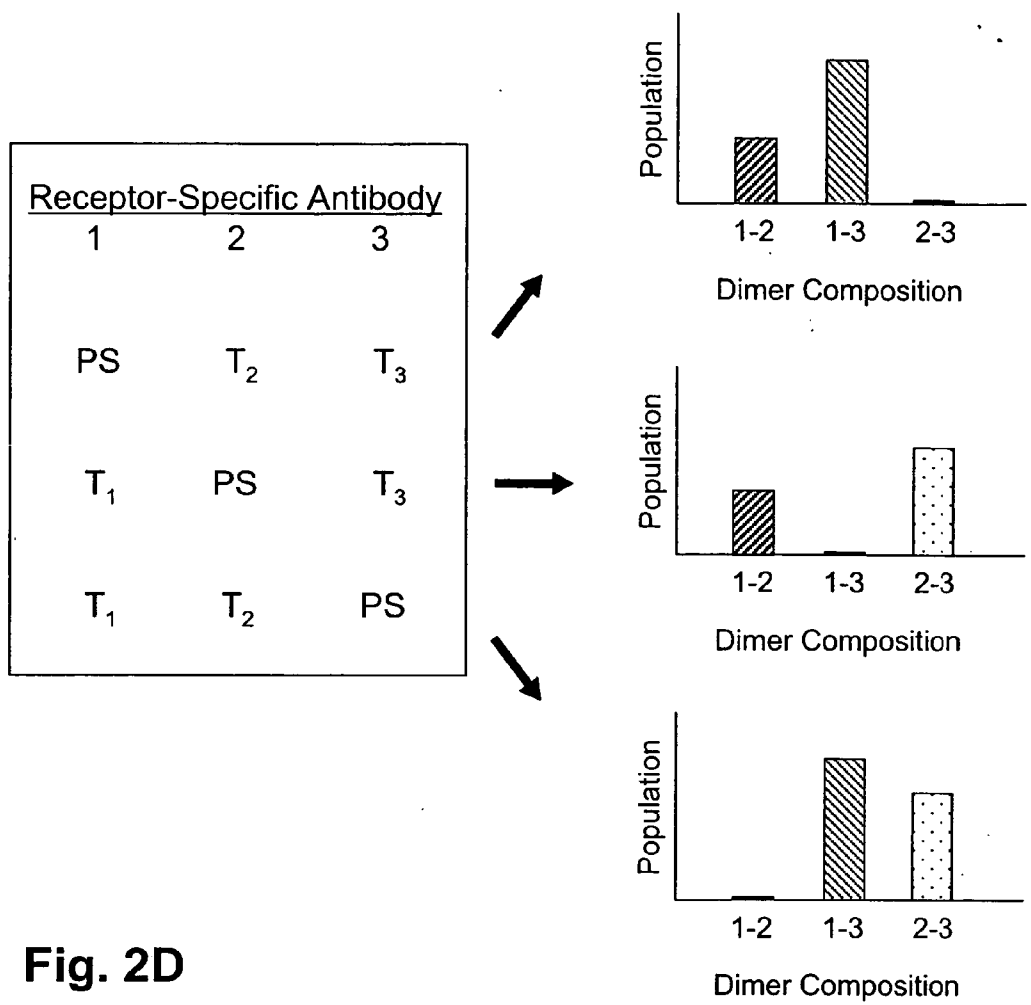 Receptor-Specific Antibody
1 2 3
PS T₂ T₃
T₁ PS T₃
T₁ T₂ PS
Population
1-2 1-3 2-3
Dimer Composition
Population
1-2 1-3 2-3
Dimer Composition
Population
1-2 1-3 2-3
Dimer Composition
Fig. 2D